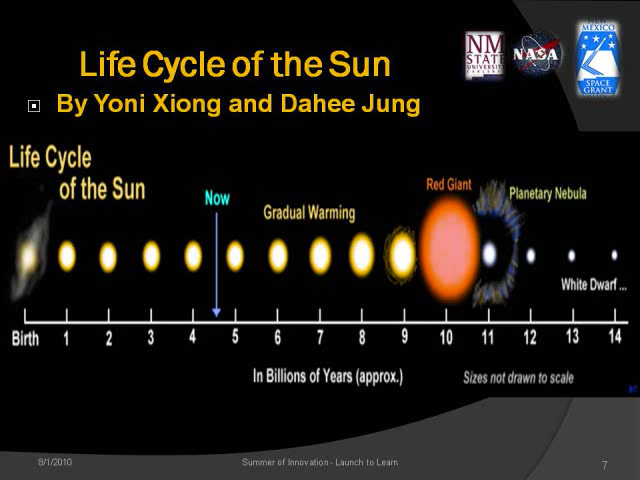 Life Cycle of the Sun
NM
STATE
UNIVERSITY
NASA
NEW
MEXICO
SPACE
GRANT
By Yoni Xiong and Dahee Jung
Life Cycle
of the Sun
Now
Gradual Warming
Red Giant
Planetary Nebula
White Dwarf ...
Birth 1 2 3 4 5 6 7 8 9 10 11 12 13 14
In Billions of Years (approx.)
Sizes not drawn to scale
8/1/2010
Summer of Innovation - Launch to Learn
7